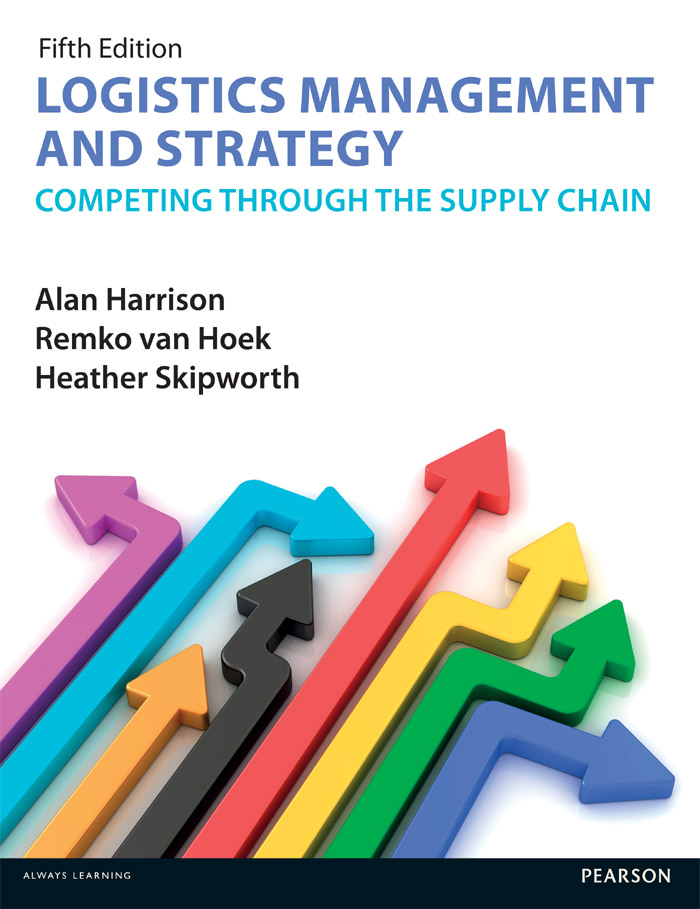 Fifth Edition
LOGISTICS MANAGEMENT
AND STRATEGY
COMPETING THROUGH THE SUPPLY CHAIN
Alan Harrison
Remko van Hoek
Heather Skipworth
ALWAYS LEARNING
PEARSON